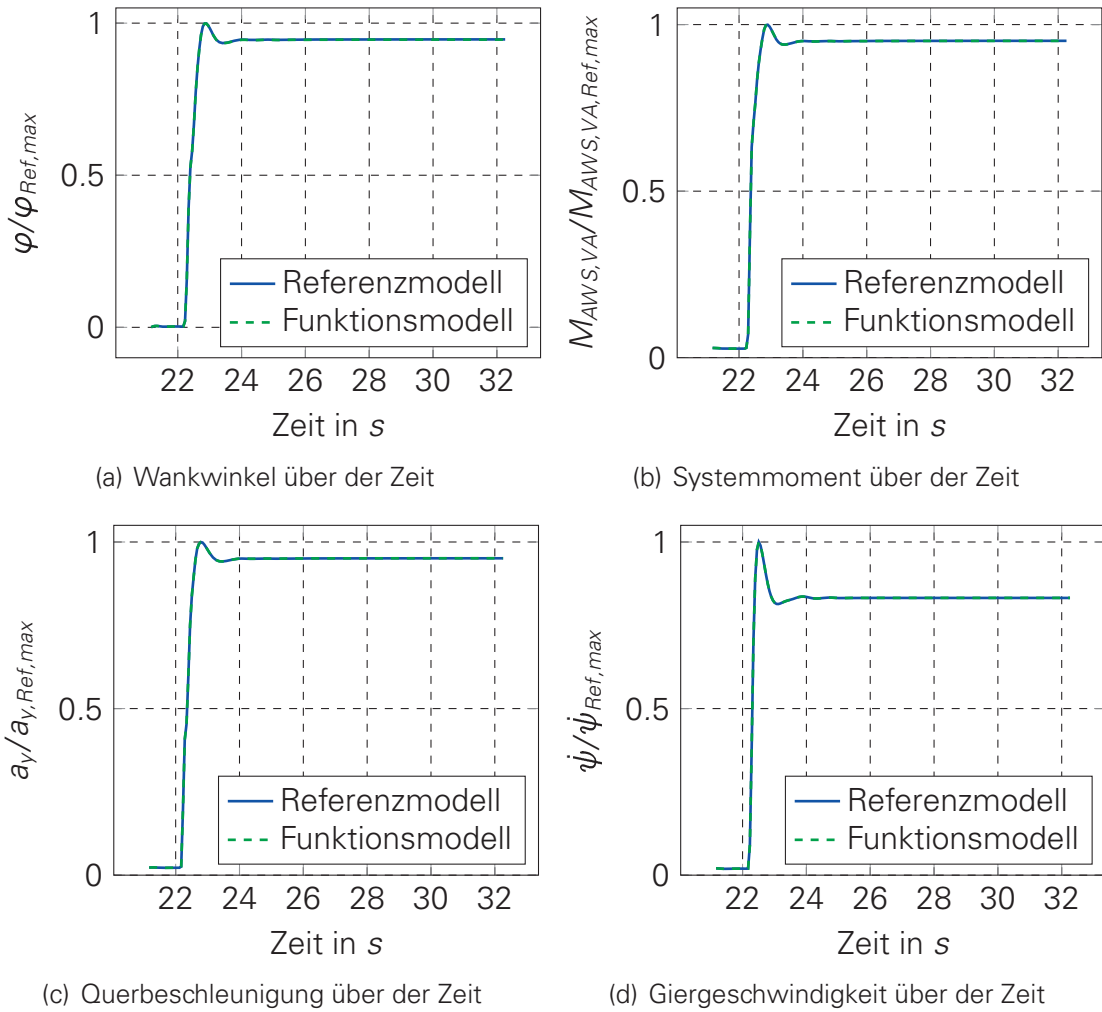 φ/φRef,max
1
0.5
0
22 24 26 28 30 32
Zeit in s
Referenzmodell
Funktionsmodell
(a) Wankwinkel über der Zeit
MAWS,VA/MAWS,VA,Ref,max
1
0.5
0
22 24 26 28 30 32
Zeit in s
Referenzmodell
Funktionsmodell
(b) Systemmoment über der Zeit
ay/ay,Ref,max
1
0.5
0
22 24 26 28 30 32
Zeit in s
Referenzmodell
Funktionsmodell
(c) Querbeschleunigung über der Zeit
ψ̇/ψ̇Ref,max
1
0.5
0
22 24 26 28 30 32
Zeit in s
Referenzmodell
Funktionsmodell
(d) Giergeschwindigkeit über der Zeit